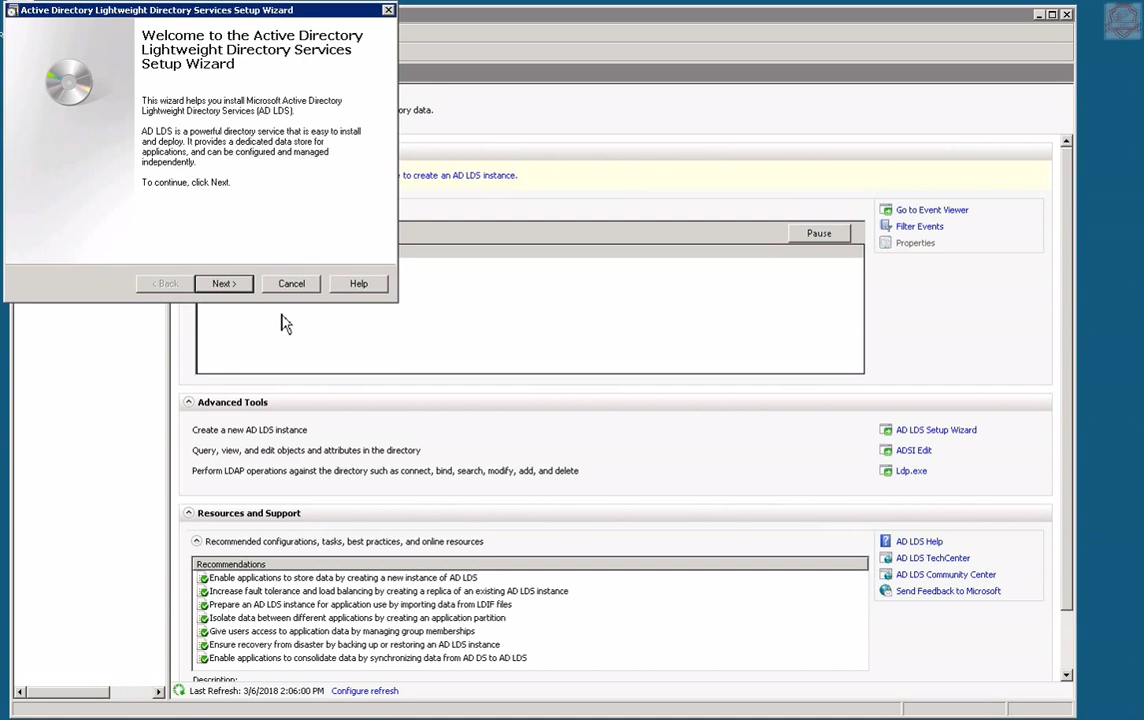 Active Directory Lightweight Directory Services Setup Wizard
Welcome to the Active Directory
Lightweight Directory Services
Setup Wizard
This wizard helps you install Microsoft Active Directory
Lightweight Directory Services (AD LDS).
AD LDS is a powerful directory service that is easy to install
and deploy. It provides a dedicated data store for
applications, and can be configured and managed
independently.
To continue, click Next.
< Back
Next >
Cancel
Help
ory data.
to create an AD LDS instance.
Pause
Go to Event Viewer
Filter Events
Properties
Advanced Tools
Create a new AD LDS instance
AD LDS Setup Wizard
Query, view, and edit objects and attributes in the directory
ADSI Edit
Perform LDAP operations against the directory such as connect, bind, search, modify, add, and delete
Ldp.exe
Resources and Support
Recommended configurations, tasks, best practices, and online resources
Recommendations
Enable applications to store data by creating a new instance of AD LDS
Increase fault tolerance and load balancing by creating a replica of an existing AD LDS instance
Prepare an AD LDS instance for application use by importing data from LDIF files
Isolate data between different applications by creating an application partition
Give users access to application data by managing group memberships
Ensure recovery from disaster by backing up or restoring an AD LDS instance
Enable applications to consolidate data by synchronizing data from AD DS to AD LDS
Description:
AD LDS Help
AD LDS TechCenter
AD LDS Community Center
Send Feedback to Microsoft
Last Refresh: 3/6/2018 2:06:00 PM Configure refresh